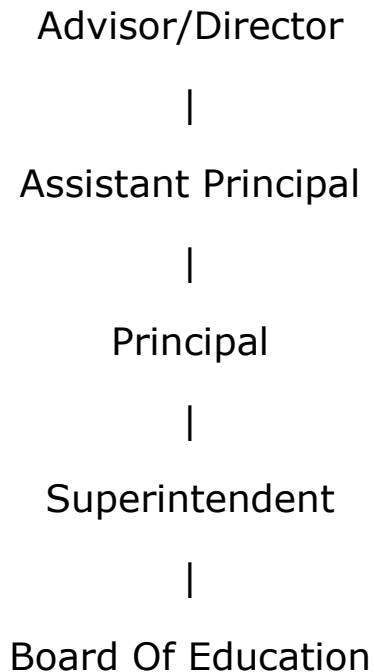 Advisor/Director
|
Assistant Principal
|
Principal
|
Superintendent
|
Board Of Education